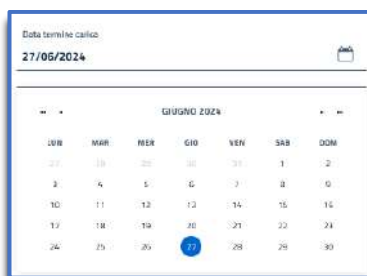 Data termine carico
27/06/2024
GIUGNO 2024
LUN MAR MER GIO VEN SAB DOM
27 28 29 30 31 1 2
3 4 5 6 7 8 9
10 11 12 13 14 15 16
17 18 19 20 21 22 23
24 25 26 27 28 29 30